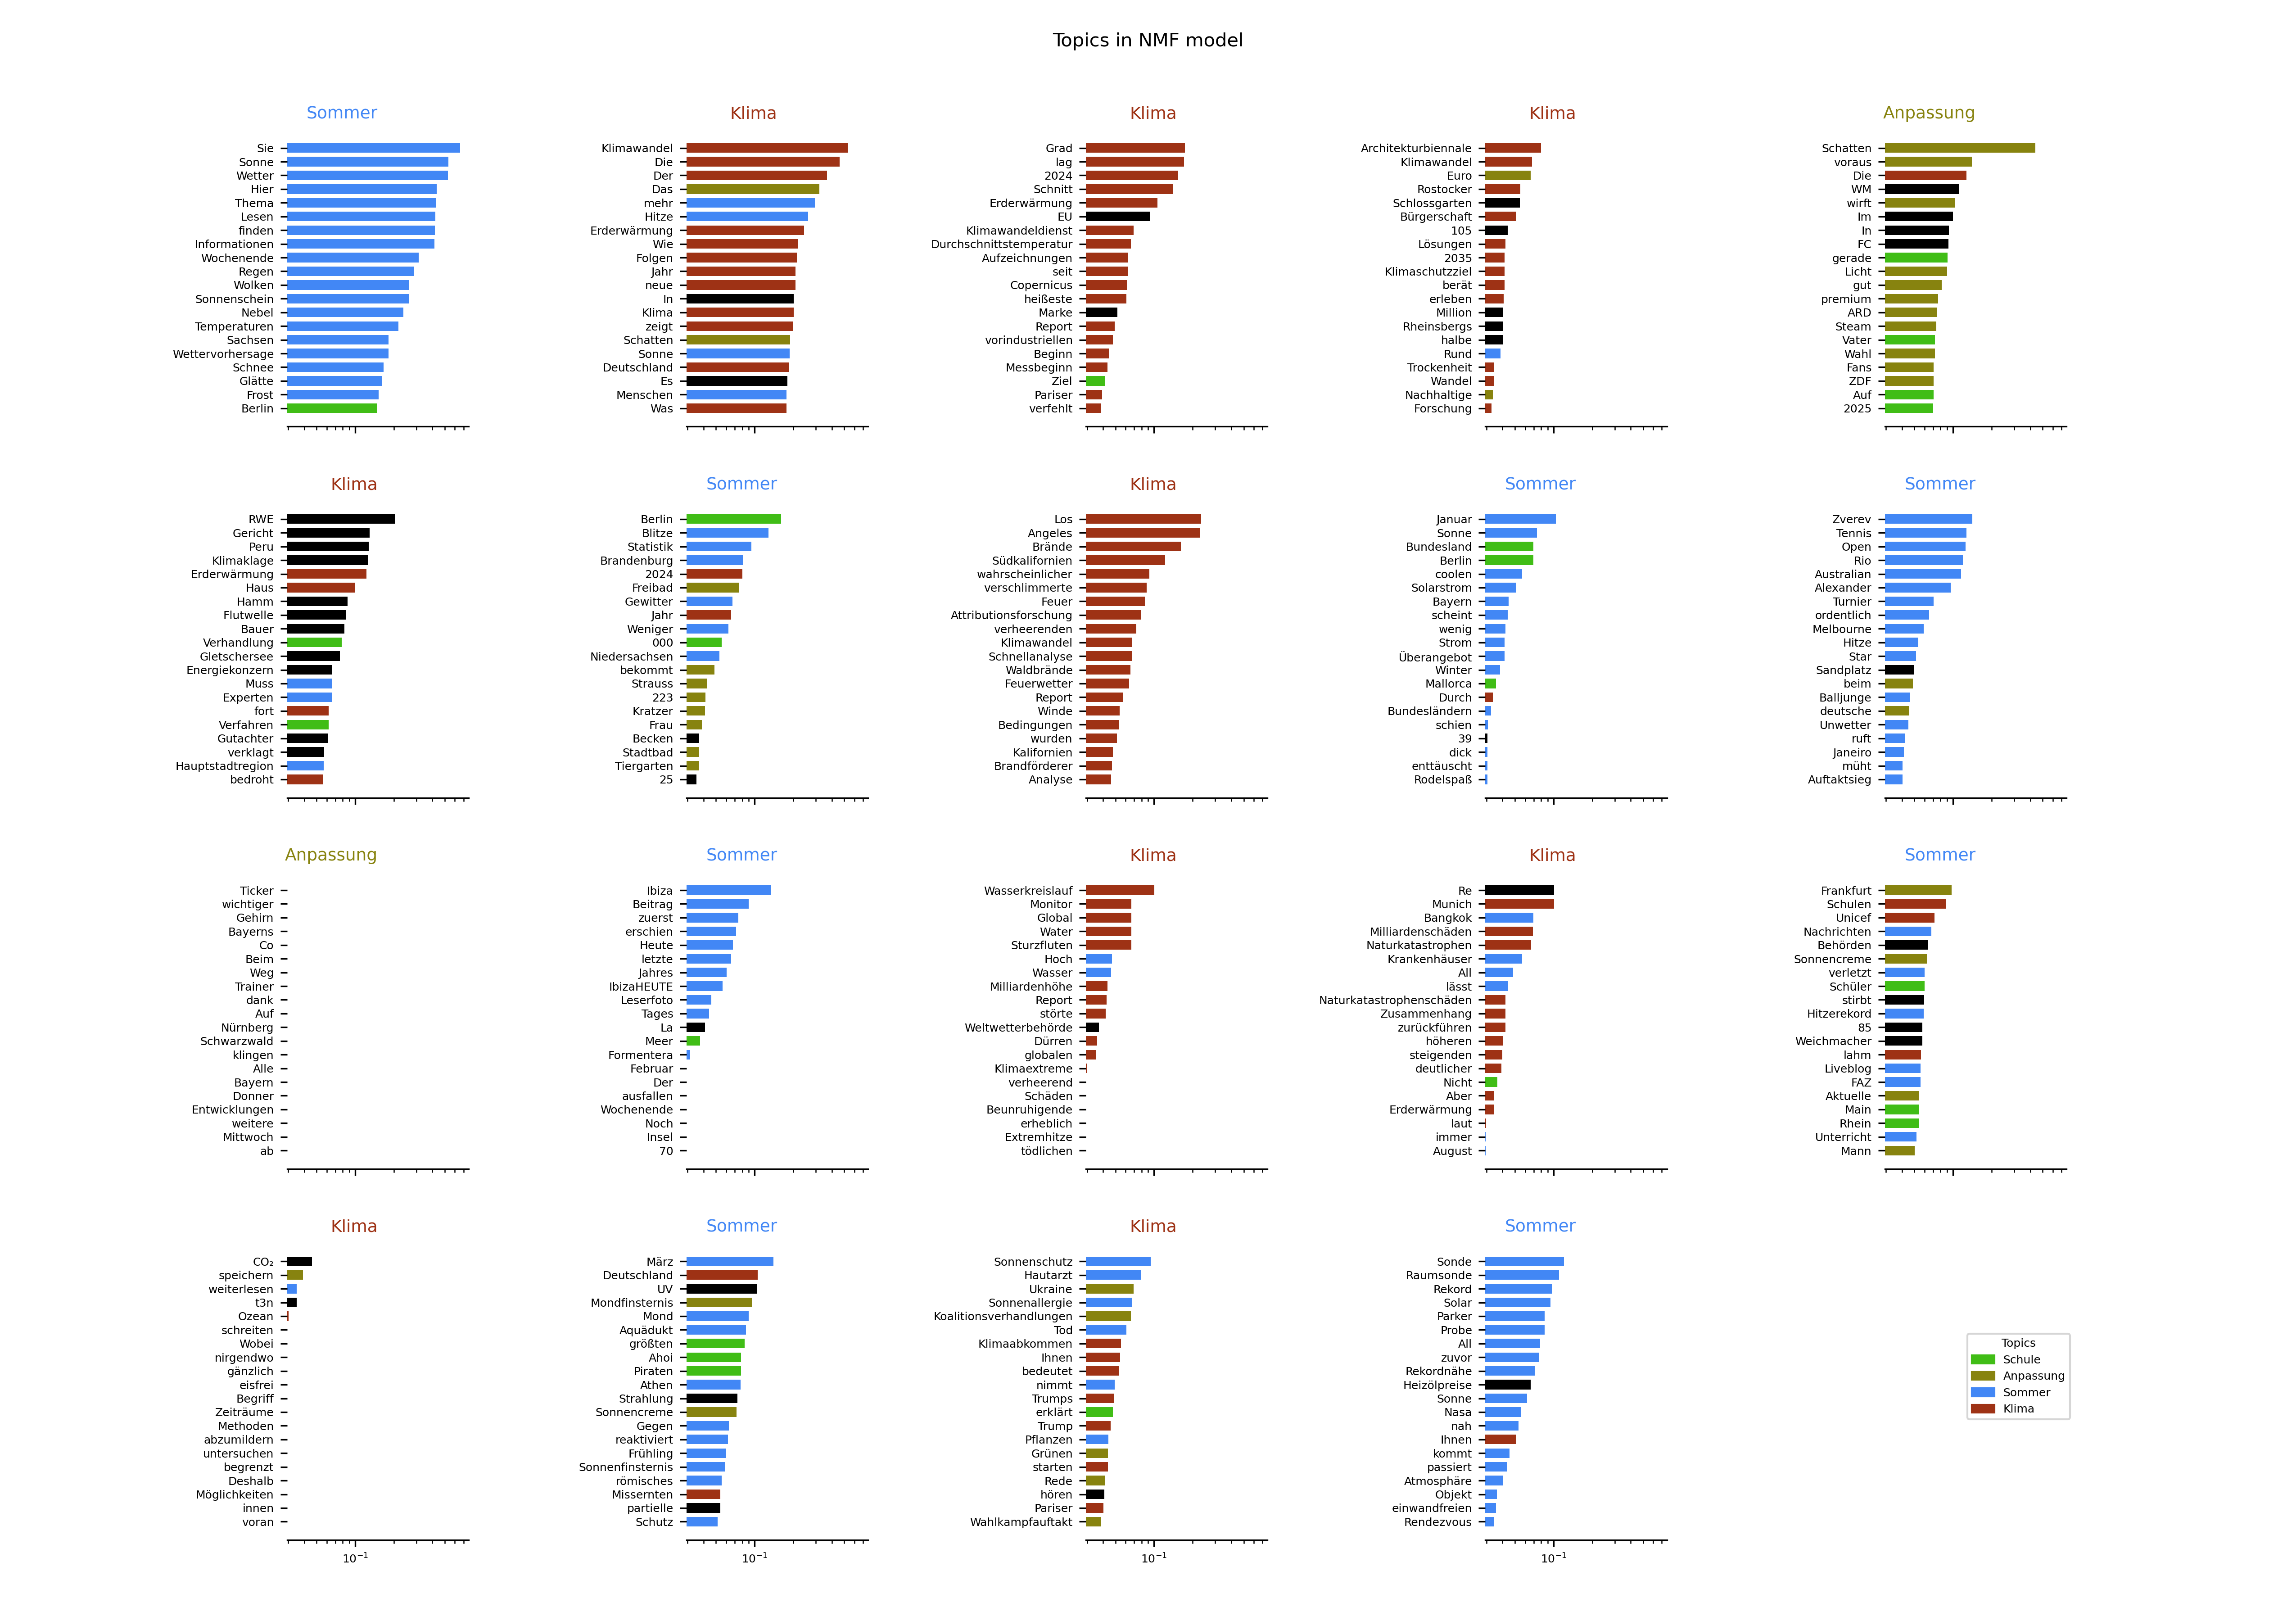 Topics in NMF model
Sommer
Sie
Sonne
Wetter
Hier
Thema
Lesen
finden
Informationen
Wochenende
Regen
Wolken
Sonnenschein
Nebel
Temperaturen
Sachsen
Wettervorhersage
Schnee
Glätte
Frost
Berlin
Klima
Klimawandel
Die
Der
Das
mehr
Hitze
Erderwärmung
Wie
Folgen
Jahr
neue
In
Klima
zeigt
Schatten
Sonne
Deutschland
Es
Menschen
Was
Klima
Grad
lag
2024
Schnitt
Erderwärmung
EU
Klimawandeldienst
Durchschnittstemperatur
Aufzeichnungen
seit
Copernicus
heißeste
Marke
Report
vorindustriellen
Beginn
Messbeginn
Ziel
Pariser
verfehlt
Klima
Architekturbiennale
Klimawandel
Euro
Rostocker
Schlossgarten
Bürgerschaft
105
Lösungen
2035
Klimaschutzziel
berät
erleben
Million
Rheinsbergs
halbe
Rund
Trockenheit
Wandel
Nachhaltige
Forschung
Anpassung
Schatten
voraus
Die
WM
wirft
Im
In
FC
gerade
Licht
gut
premium
ARD
Steam
Vater
Wahl
Fans
ZDF
Auf
2025
Klima
RWE
Gericht
Peru
Klimaklage
Erderwärmung
Haus
Hamm
Flutwelle
Bauer
Verhandlung
Gletschersee
Energiekonzern
Muss
Experten
fort
Verfahren
Gutachter
verklagt
Hauptstadtregion
bedroht
Sommer
Berlin
Blitze
Statistik
Brandenburg
2024
Freibad
Gewitter
Jahr
Weniger
000
Niedersachsen
bekommt
Strauss
223
Kratzer
Frau
Becken
Stadtbad
Tiergarten
25
Klima
Los
Angeles
Brände
Südkalifornien
wahrscheinlicher
verschlimmerte
Feuer
Attributionsforschung
verheerenden
Klimawandel
Schnellanalyse
Waldbrände
Feuerwetter
Report
Winde
Bedingungen
wurden
Kalifornien
Brandförderer
Analyse
Sommer
Januar
Sonne
Bundesland
Berlin
coolen
Solarstrom
Bayern
scheint
wenig
Strom
Überangebot
Winter
Mallorca
Durch
Bundesländern
schien
39
dick
enttäuscht
Rodelspaß
Sommer
Zverev
Tennis
Open
Rio
Australian
Alexander
Turnier
ordentlich
Melbourne
Hitze
Star
Sandplatz
beim
Balljunge
deutsche
Unwetter
ruft
Janeiro
müht
Auftaktsieg
Anpassung
Ticker
wichtiger
Gehirn
Bayerns
Co
Beim
Weg
Trainer
dank
Auf
Nürnberg
Schwarzwald
klingen
Alle
Bayern
Donner
Entwicklungen
weitere
Mittwoch
ab
Sommer
Ibiza
Beitrag
zuerst
erschien
Heute
letzte
Jahres
IbizaHEUTE
Leserfoto
Tages
La
Meer
Formentera
Februar
Der
ausfallen
Wochenende
Noch
Insel
70
Klima
Wasserkreislauf
Monitor
Global
Water
Sturzfluten
Hoch
Wasser
Milliardenhöhe
Report
störte
Weltwetterbehörde
Dürren
globalen
Klimaextreme
verheerend
Schäden
Beunruhigende
erheblich
Extremhitze
tödlichen
Klima
Re
Munich
Bangkok
Milliardenschäden
Naturkatastrophen
Krankenhäuser
All
lässt
Naturkatastrophenschäden
Zusammenhang
zurückführen
höheren
steigenden
deutlicher
Nicht
Aber
Erderwärmung
laut
immer
August
Sommer
Frankfurt
Schulen
Unicef
Nachrichten
Behörden
Sonnencreme
verletzt
Schüler
stirbt
Hitzerekord
85
Weichmacher
lahm
Liveblog
FAZ
Aktuelle
Main
Rhein
Unterricht
Mann
Klima
CO₂
speichern
weiterlesen
t3n
Ozean
schreiten
Wobei
nirgendwo
gänzlich
eisfrei
Begriff
Zeiträume
Methoden
abzumildern
untersuchen
begrenzt
Deshalb
Möglichkeiten
innen
voran
10⁻¹
Sommer
März
Deutschland
UV
Mondfinsternis
Mond
Aquädukt
größten
Ahoi
Piraten
Athen
Strahlung
Sonnencreme
Gegen
reaktiviert
Frühling
Sonnenfinsternis
römisches
Missernten
partielle
Schutz
10⁻¹
Klima
Sonnenschutz
Hautarzt
Ukraine
Sonnenallergie
Koalitionsverhandlungen
Tod
Klimaabkommen
Ihnen
bedeutet
nimmt
Trumps
erklärt
Trump
Pflanzen
Grünen
starten
Rede
hören
Pariser
Wahlkampfauftakt
10⁻¹
Sommer
Sonde
Raumsonde
Rekord
Solar
Parker
Probe
All
zuvor
Rekordnähe
Heizölpreise
Sonne
Nasa
nah
Ihnen
kommt
passiert
Atmosphäre
Objekt
einwandfreien
Rendezvous
10⁻¹
Topics
Schule
Anpassung
Sommer
Klima